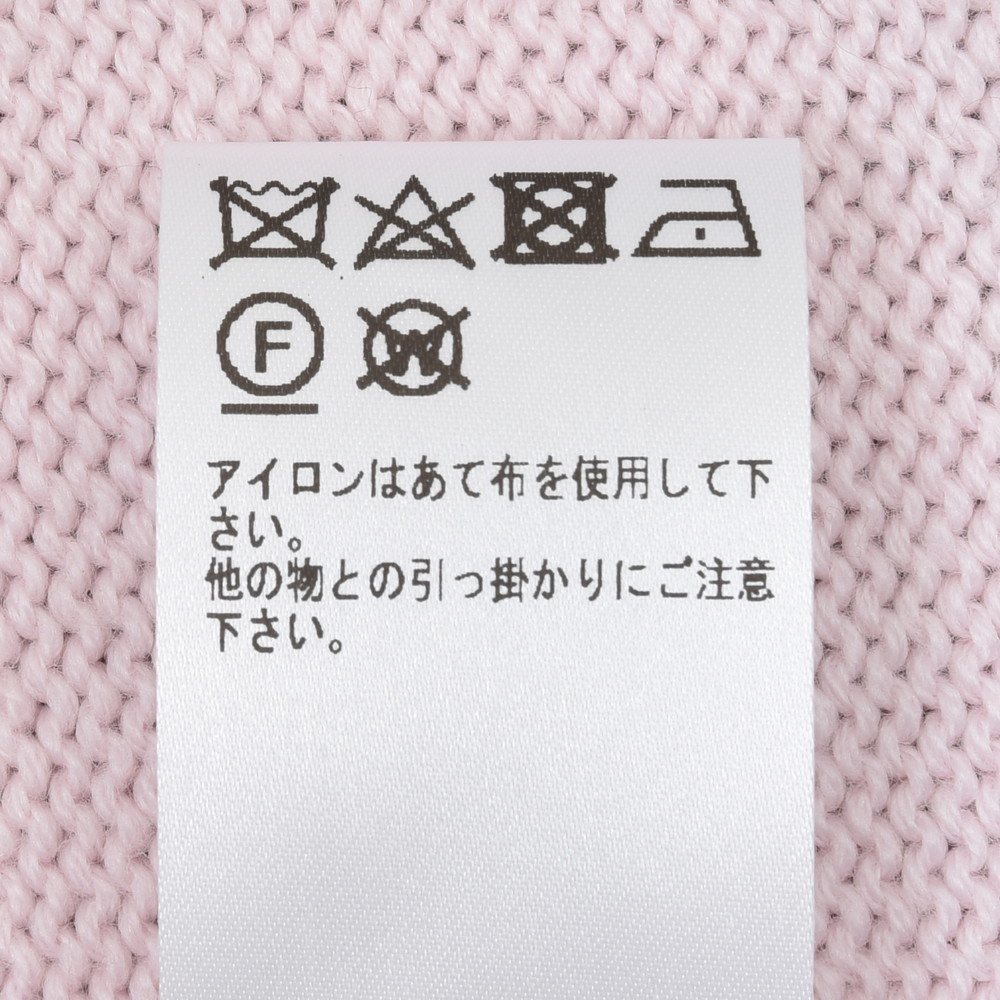 F
W
アイロンはあて布を使用して下
さい。
他の物との引っ掛かりにご注意
下さい。